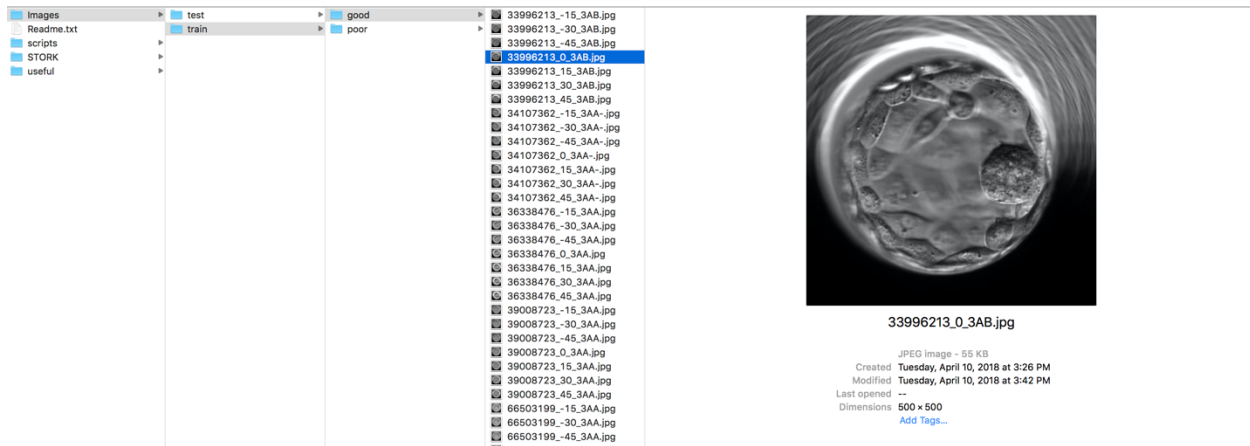 Images
Readme.txt
scripts
STORK
useful
test
train
good
poor
33996213_-15_3AB.jpg
33996213_-30_3AB.jpg
33996213_-45_3AB.jpg
33996213_0_3AB.jpg
33996213_15_3AB.jpg
33996213_30_3AB.jpg
33996213_45_3AB.jpg
34107362_-15_3AA-.jpg
34107362_-30_3AA-.jpg
34107362_-45_3AA-.jpg
34107362_0_3AA-.jpg
34107362_15_3AA-.jpg
34107362_30_3AA-.jpg
34107362_45_3AA-.jpg
36338476_-15_3AA.jpg
36338476_-30_3AA.jpg
36338476_-45_3AA.jpg
36338476_0_3AA.jpg
36338476_15_3AA.jpg
36338476_30_3AA.jpg
36338476_45_3AA.jpg
39008723_-15_3AA.jpg
39008723_-30_3AA.jpg
39008723_-45_3AA.jpg
39008723_0_3AA.jpg
39008723_15_3AA.jpg
39008723_30_3AA.jpg
39008723_45_3AA.jpg
66503199_-15_3AA.jpg
66503199_-30_3AA.jpg
66503199_-45_3AA.jpg
33996213_0_3AB.jpg
JPEG image - 55 KB
Created Tuesday, April 10, 2018 at 3:26 PM
Modified Tuesday, April 10, 2018 at 3:42 PM
Last opened --
Dimensions 500 × 500
Add Tags...